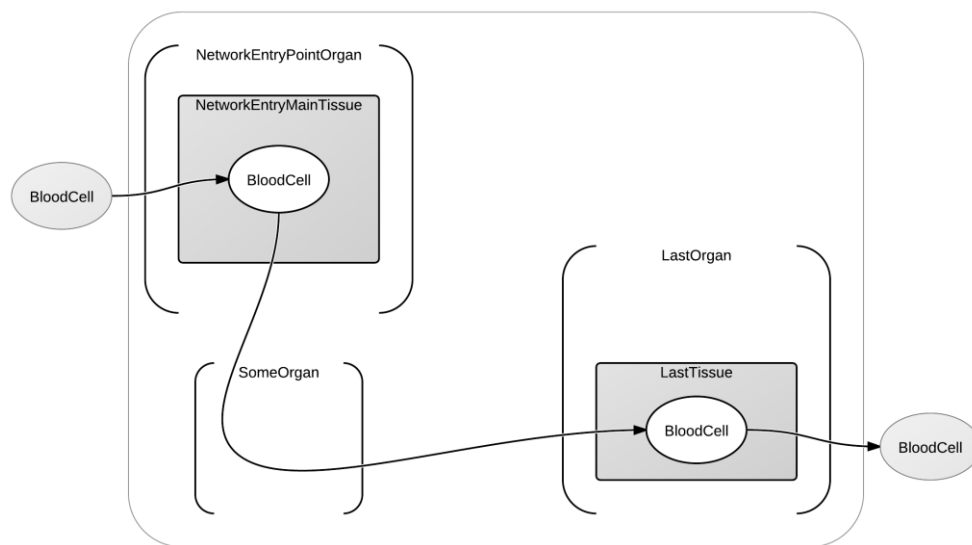 NetworkEntryPointOrgan
NetworkEntryMainTissue
BloodCell
BloodCell
LastOrgan
SomeOrgan
LastTissue
BloodCell
BloodCell